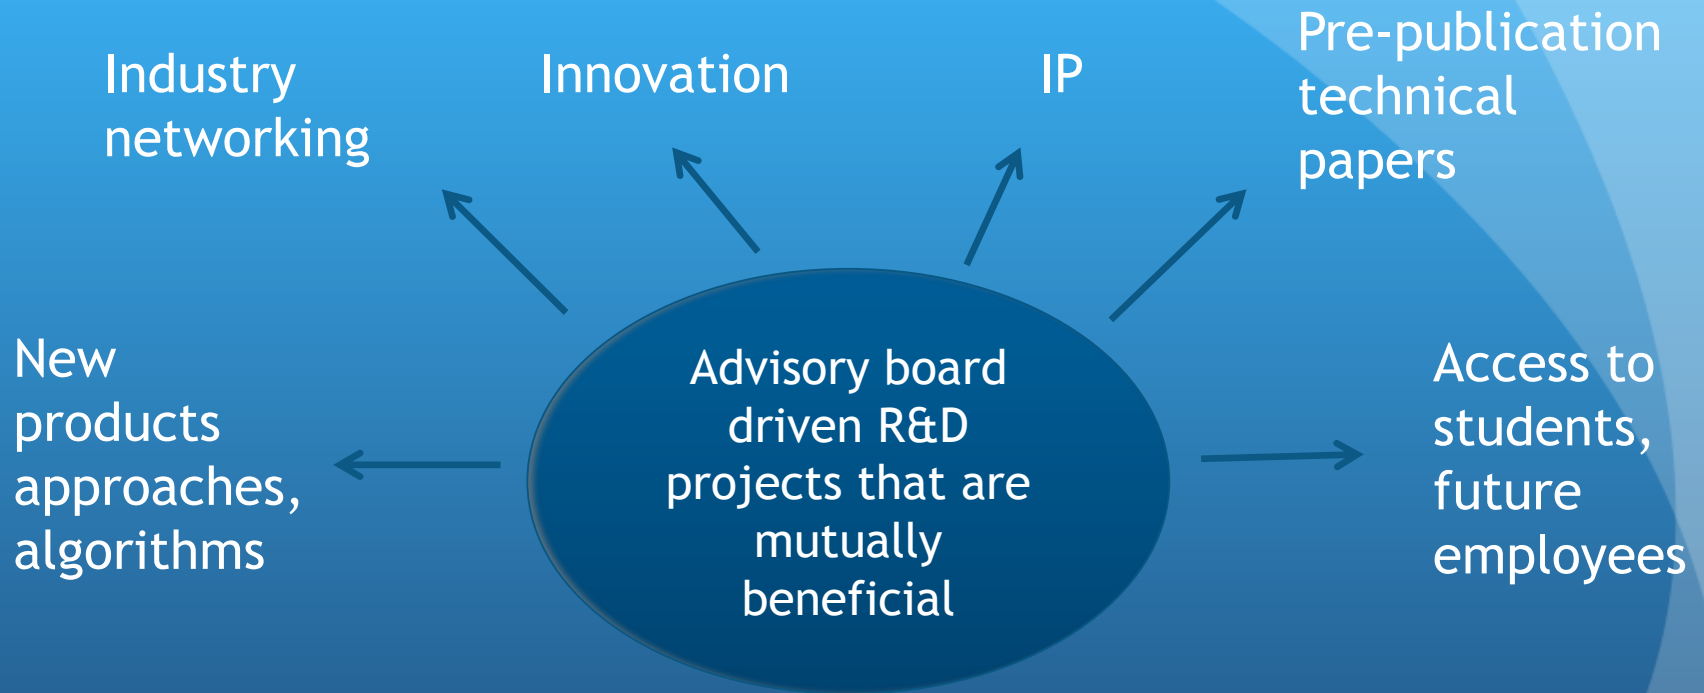 Industry
networking
Innovation
IP
Pre-publication
technical
papers
New
products
approaches,
algorithms
Advisory board
driven R&D
projects that are
mutually
beneficial
Access to
students,
future
employees